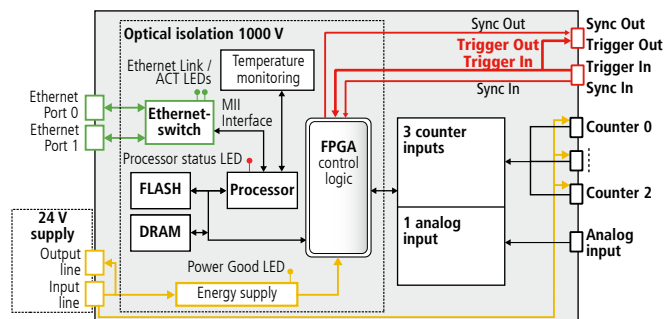 Optical isolation 1000 V
Sync Out
Sync Out
Trigger Out
Trigger Out
Trigger In
Trigger In
Sync In
Sync In
Ethernet Link /
ACT LEDs
Temperature
monitoring
Ethernet
Port 0
Ethernet
Port 1
Ethernet-
switch
MII
Interface
Processor status LED
FPGA
control
logic
3 counter
inputs
Counter 0
Counter 2
FLASH
Processor
DRAM
1 analog
input
Analog
input
24 V
supply
Output
line
Input
line
Power Good LED
Energy supply